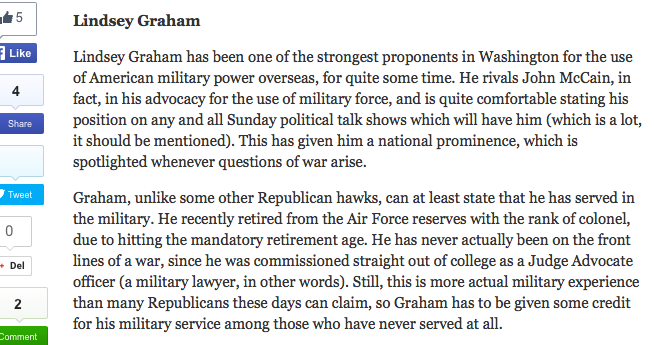 5
Lindsey Graham
Like
Lindsey Graham has been one of the strongest proponents in Washington for the use
of American military power overseas, for quite some time. He rivals John McCain, in
4
fact, in his advocacy for the use of military force, and is quite comfortable stating his
position on any and all Sunday political talk shows which will have him (which is a lot,
Share
it should be mentioned). This has given him a national prominence, which is
spotlighted whenever questions of war arise.
Tweet
Graham, unlike some other Republican hawks, can at least state that he has served in
the military. He recently retired from the Air Force reserves with the rank of colonel,
0
due to hitting the mandatory retirement age. He has never actually been on the front
lines of a war, since he was commissioned straight out of college as a Judge Advocate
+ Del
officer (a military lawyer, in other words). Still, this is more actual military experience
2
than many Republicans these days can claim, so Graham has to be given some credit
for his military service among those who have never served at all.
Comment